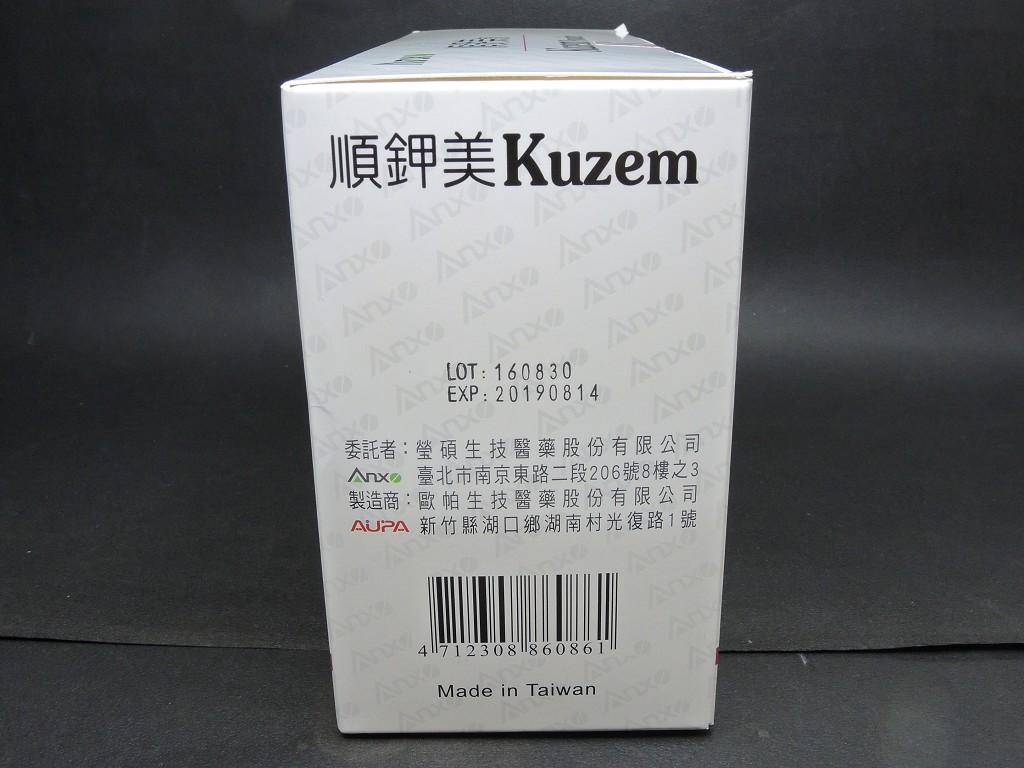 順鉀美Kuzem
LOT: 160830
EXP: 20190814
委託者：瑩碩生技醫藥股份有限公司
Anxo 臺北市南京東路二段206號8樓之3
製造商：歐帕生技醫藥股份有限公司
AUPA 新竹縣湖口鄉湖南村光復路1號
4 712308 860861
Made in Taiwan